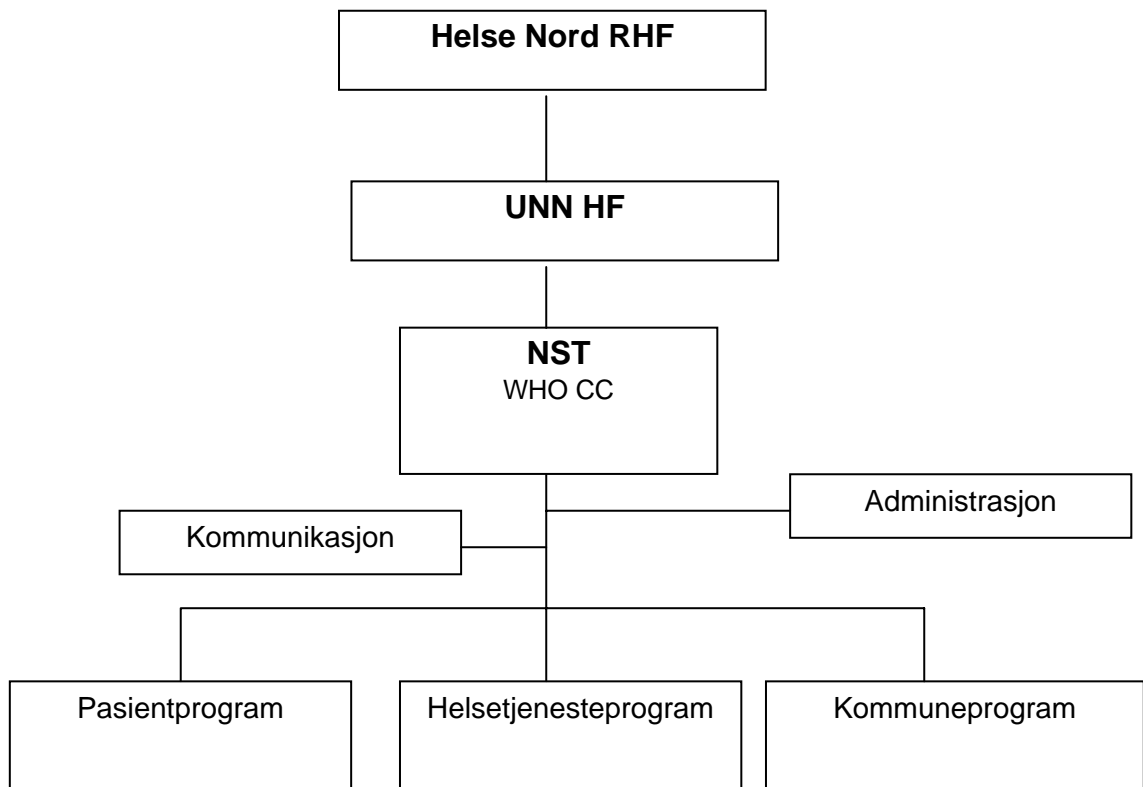 Helse Nord RHF
UNN HF
NST
WHO CC
Administrasjon
Kommunikasjon
Pasientprogram
Helsetjenesteprogram
Kommuneprogram